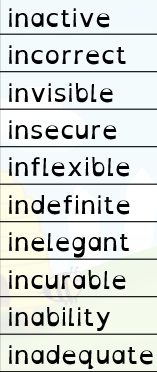 inactive
incorrect
invisible
insecure
inflexible
indefinite
inelegant
incurable
inability
inadequate